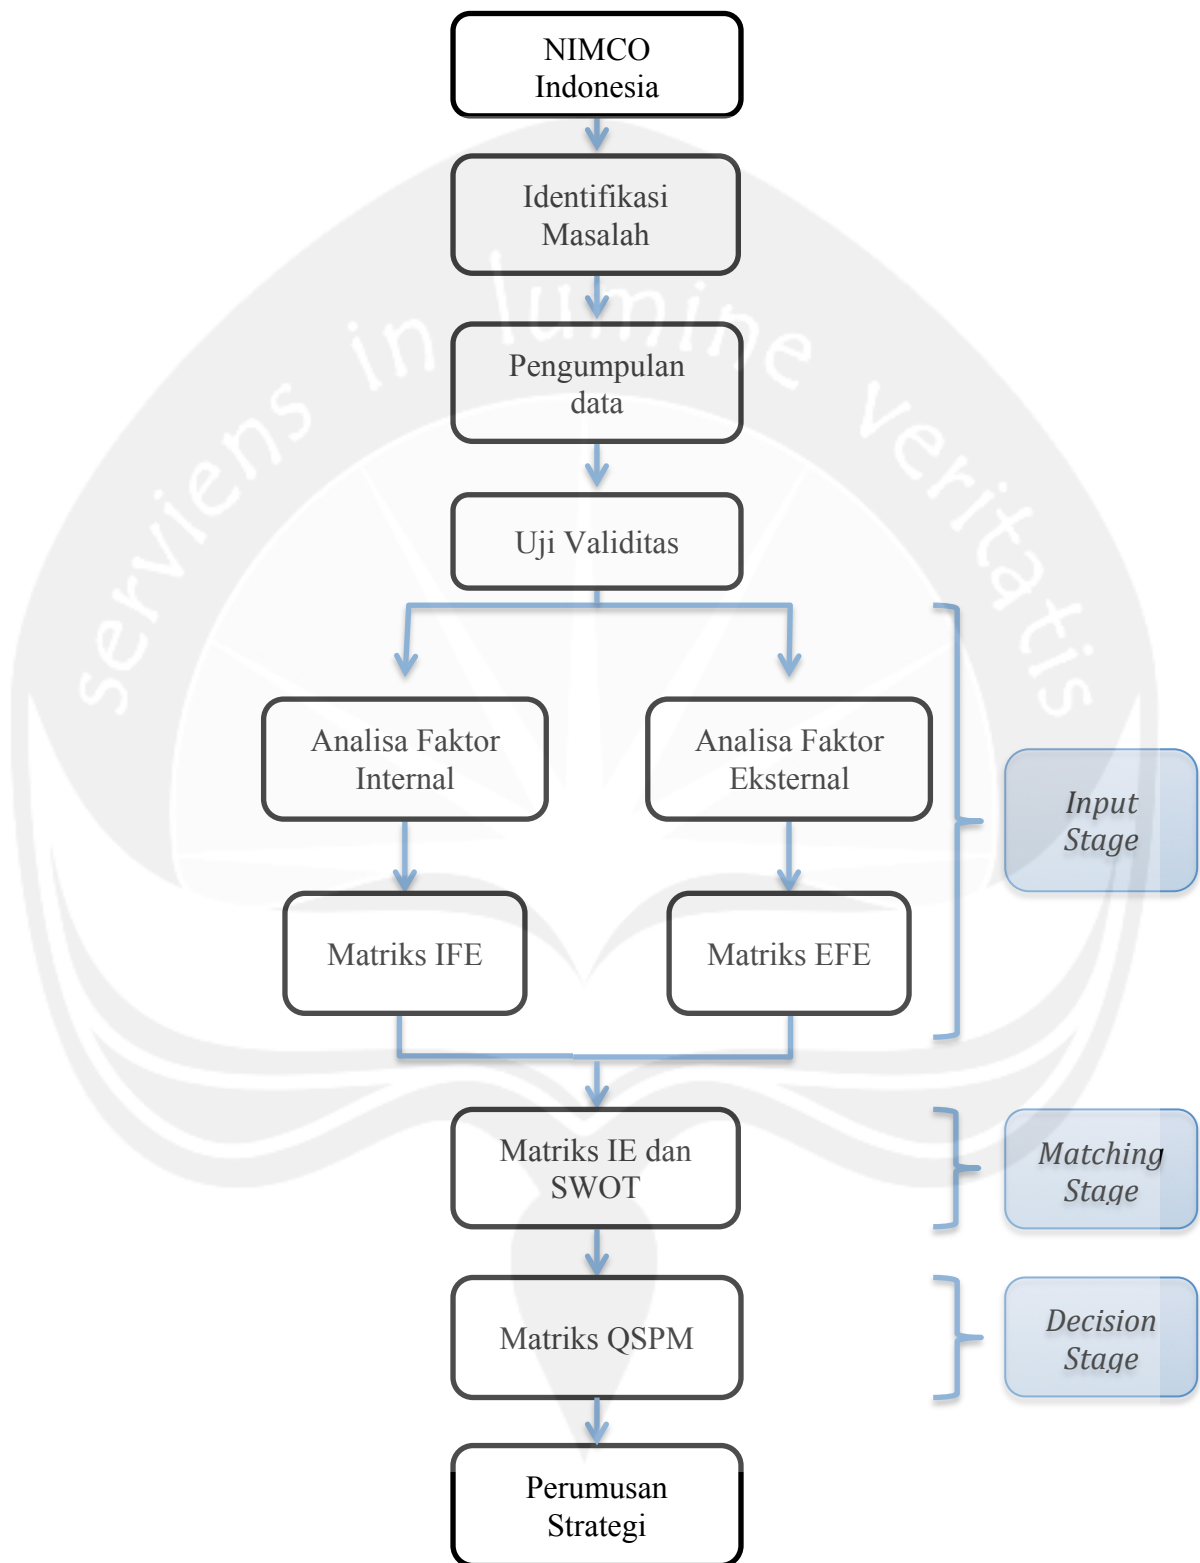 NIMCO
Indonesia
Identifikasi
Masalah
serviens in lumine veritatis
Pengumpulan
data
Uji Validitas
Analisa Faktor
Internal
Analisa Faktor
Eksternal
Input
Stage
Matriks IFE
Matriks EFE
Matriks IE dan
SWOT
Matching
Stage
Matriks QSPM
Decision
Stage
Perumusan
Strategi